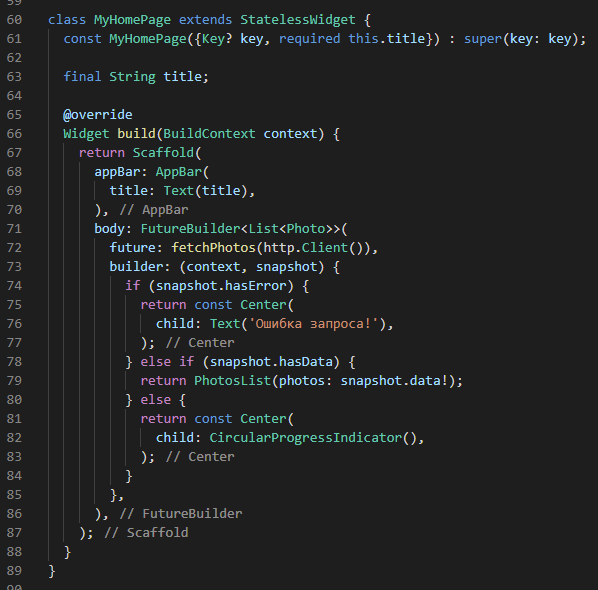 59
60 class MyHomePage extends StatelessWidget {
61   const MyHomePage({Key? key, required this.title}) : super(key: key);
62
63   final String title;
64
65   @override
66   Widget build(BuildContext context) {
67     return Scaffold(
68       appBar: AppBar(
69         title: Text(title),
70       ), // AppBar
71       body: FutureBuilder<List<Photo>>(
72         future: fetchPhotos(http.Client()),
73         builder: (context, snapshot) {
74           if (snapshot.hasError) {
75             return const Center(
76               child: Text('Ошибка запроса!'),
77             ); // Center
78           } else if (snapshot.hasData) {
79             return PhotosList(photos: snapshot.data!);
80           } else {
81             return const Center(
82               child: CircularProgressIndicator(),
83             ); // Center
84           }
85         },
86       ), // FutureBuilder
87     ); // Scaffold
88   }
89 }
90